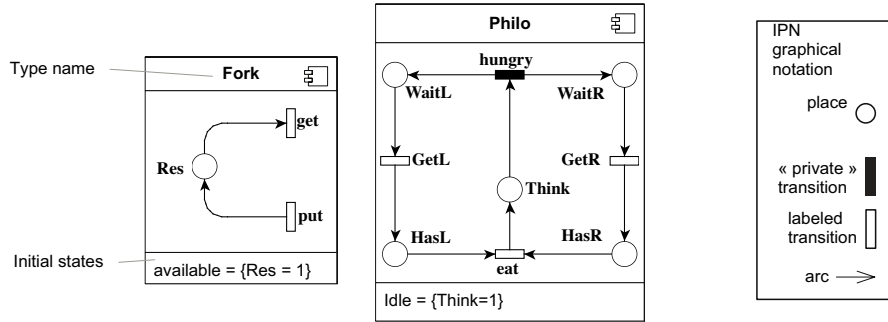 Type name
Fork
get
Res
put
Initial states
available = {Res = 1}
Philo
hungry
WaitL
WaitR
GetL
GetR
Think
HasL
HasR
eat
Idle = {Think=1}
IPN
graphical
notation
place
« private »
transition
labeled
transition
arc